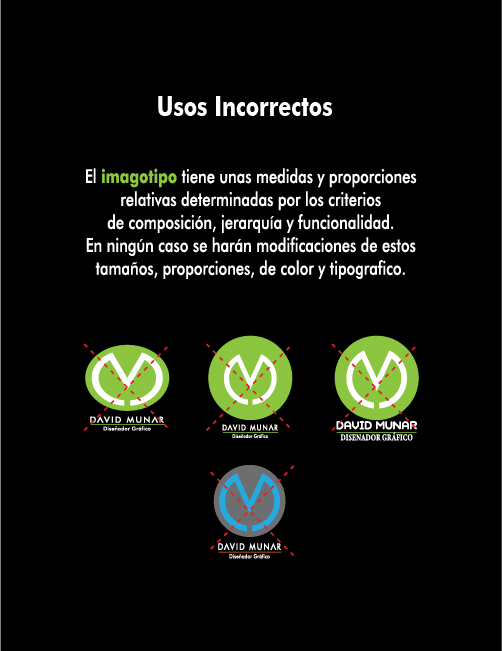 Usos Incorrectos
El imagotipo tiene unas medidas y proporciones
relativas determinadas por los criterios
de composición, jerarquía y funcionalidad.
En ningún caso se harán modificaciones de estos
tamaños, proporciones, de color y tipografico.
DAVID MUNAR
Diseñador Gráfico
DAVID MUNAR
Diseñador Gráfico
DAVID MUNAR
DISENADOR GRÁFICO
DAVID MUNAR
Diseñador Gráfico